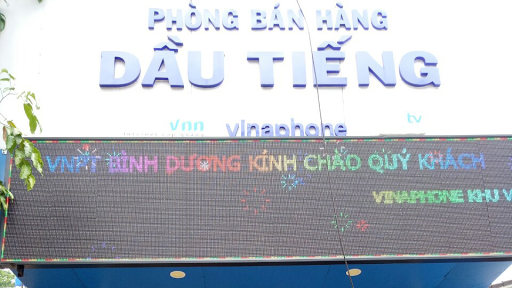 PHÒNG BÁN HÀNG
DẦU TIẾNG
vnn
vinaphone
tv
VNPT BÌNH DƯƠNG KÍNH CHÀO QUÝ KHÁCH
VINAPHONE KHU V